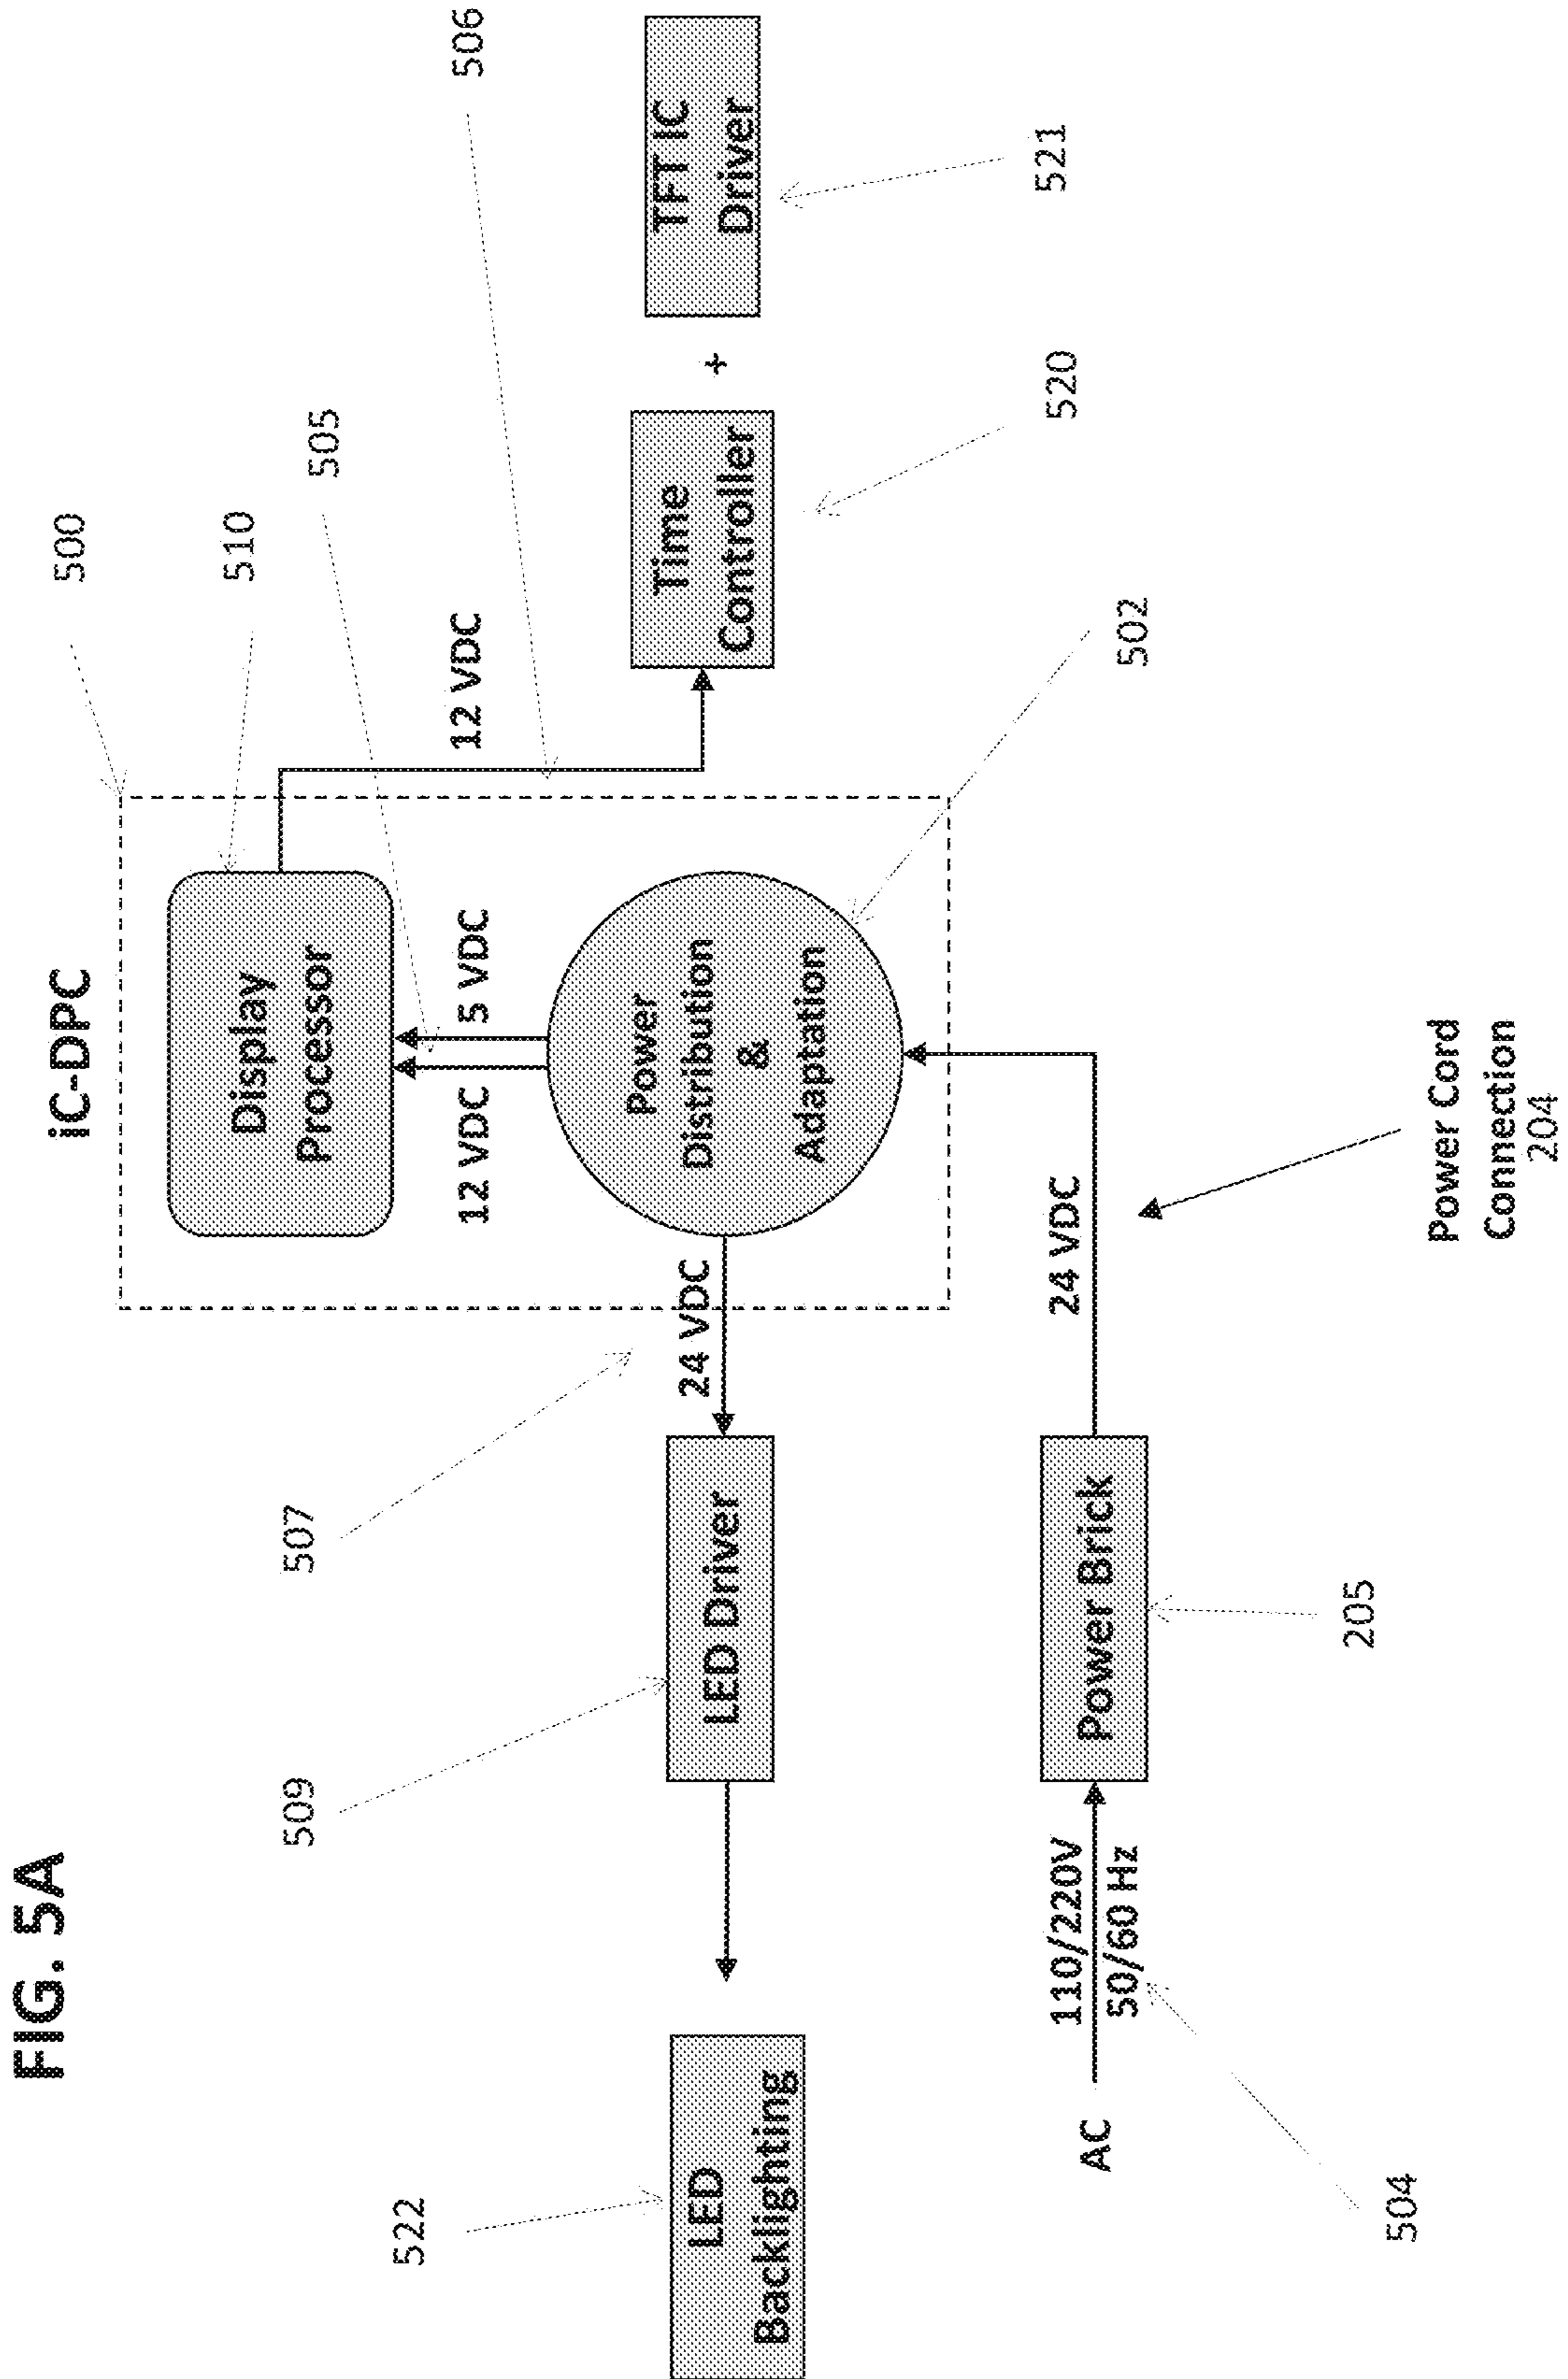 FIG. 5A
iC-DPC
500
510
505
506
Display
Processor
12 VDC
5 VDC
12 VDC
507
509
522
24 VDC
Power
Distribution
&
Adaptation
LED
Backlighting
LED Driver
Time
Controller
+
TFT IC
Driver
520
521
502
AC
110/220V
50/60 Hz
Power Brick
24 VDC
504
205
Power Cord
Connection
204